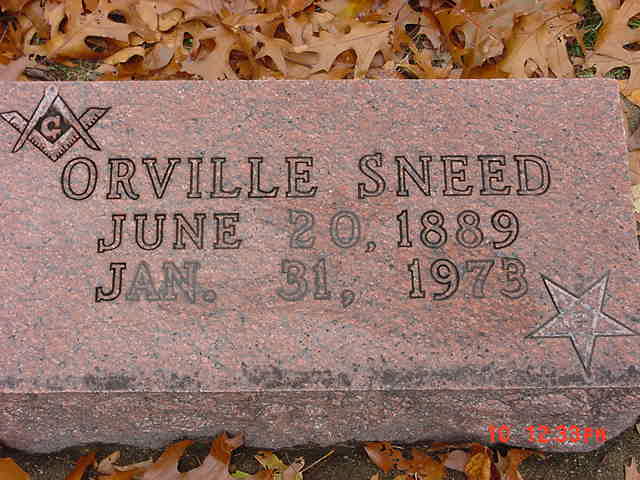 G
ORVILLE SNEED
JUNE 20, 1889
JAN. 31, 1973
10 12:33PM